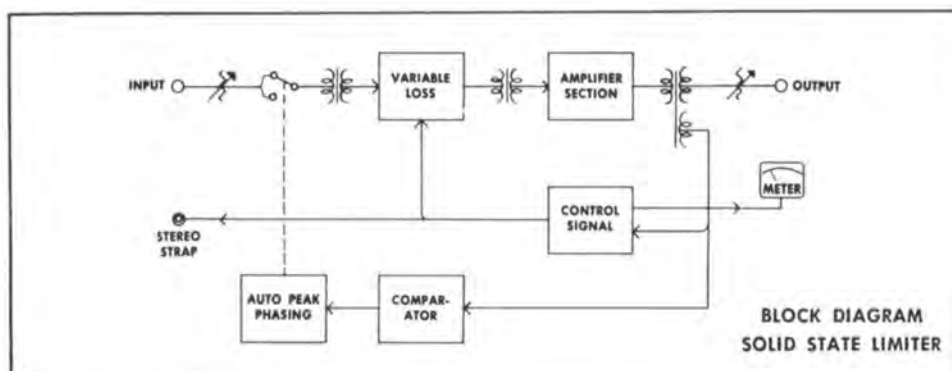 INPUT
VARIABLE
LOSS
AMPLIFIER
SECTION
OUTPUT
METER
STEREO
STRAP
CONTROL
SIGNAL
AUTO PEAK
PHASING
COMPAR-
ATOR
BLOCK DIAGRAM
SOLID STATE LIMITER